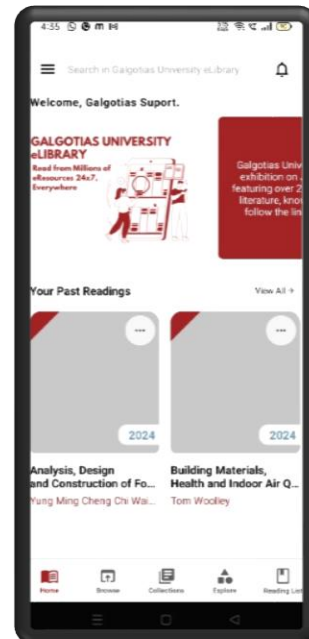 4:35
Search in Galgotias University eLibrary
Welcome, Galgotias Suport.
GALGOTIAS UNIVERSITY
eLIBRARY
Read from Millions of
eResources 24x7,
Everywhere
Galgotias Univ
exhibition on
featuring over 2
literature, kno
follow the lin
Your Past Readings
View All
2024
2024
Analysis, Design
and Construction of Fo...
Yung Ming Cheng Chi Wai...
Building Materials,
Health and Indoor Air Q...
Tom Woolley
Home
Browse
Collections
Explore
Reading List